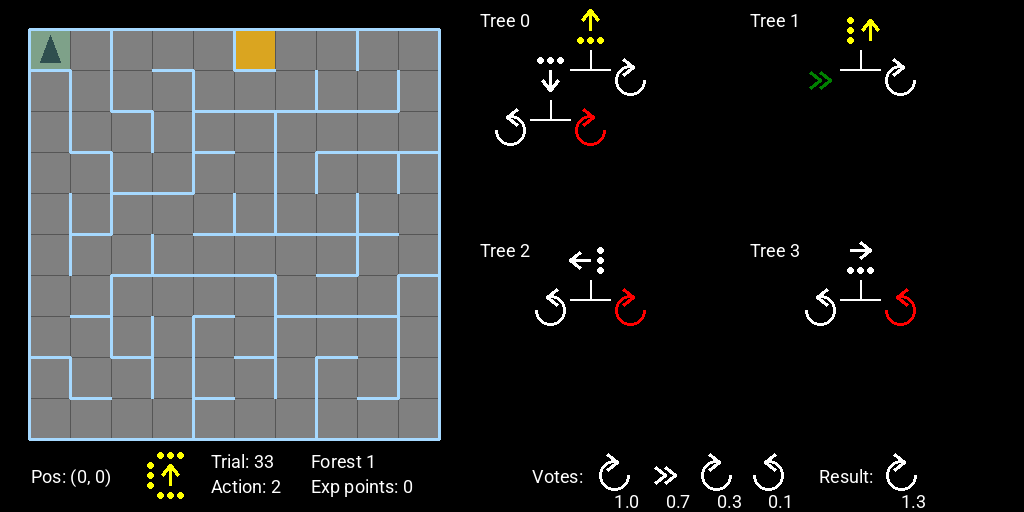 Tree 0
Tree 1
Tree 2
Tree 3
Pos: (0, 0)
Trial: 33
Action: 2
Forest 1
Exp points: 0
Votes:
1.0
0.7
0.3
0.1
Result:
1.3